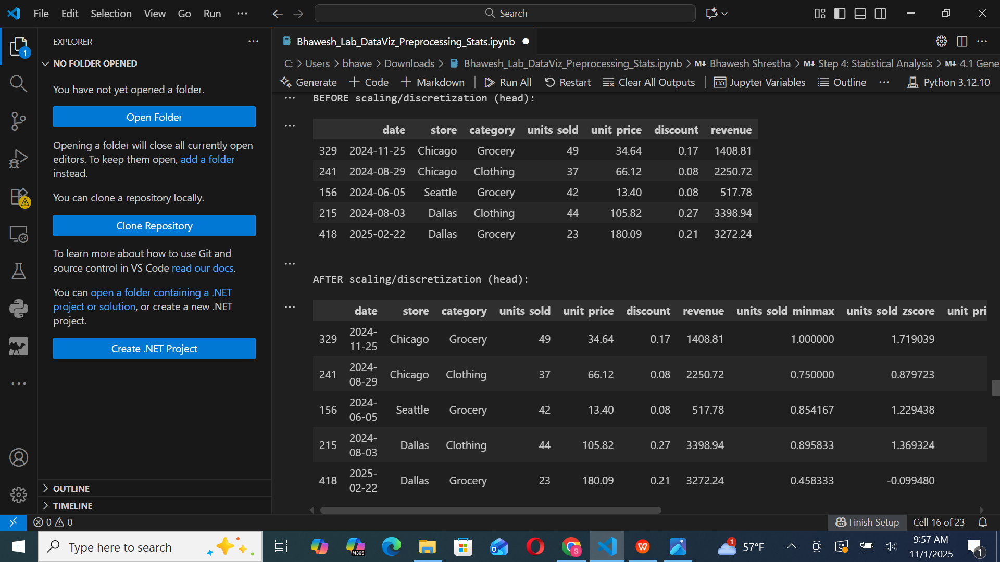 File Edit Selection View Go Run ... Search
EXPLORER ...
1
NO FOLDER OPENED
You have not yet opened a folder.
Open Folder
Opening a folder will close all currently open
editors. To keep them open, add a folder
instead.
You can clone a repository locally.
Clone Repository
To learn more about how to use Git and
source control in VS Code read our docs.
You can open a folder containing a .NET
project or solution, or create a new .NET
project.
Create .NET Project
OUTLINE
TIMELINE
Bhawesh_Lab_DataViz_Preprocessing_Stats.ipynb
C: > Users > bhawe > Downloads > Bhawesh_Lab_DataViz_Preprocessing_Stats.ipynb > M↓ Bhawesh Shrestha > M↓ Step 4: Statistical Analysis > M↓ 4.1 Gene
Generate + Code + Markdown | Run All Restart Clear All Outputs | Jupyter Variables Outline ... Python 3.12.10
BEFORE scaling/discretization (head):
date store category units_sold unit_price discount revenue
329 2024-11-25 Chicago Grocery 49 34.64 0.17 1408.81
241 2024-08-29 Chicago Clothing 37 66.12 0.08 2250.72
156 2024-06-05 Seattle Grocery 42 13.40 0.08 517.78
215 2024-08-03 Dallas Clothing 44 105.82 0.27 3398.94
418 2025-02-22 Dallas Grocery 23 180.09 0.21 3272.24
AFTER scaling/discretization (head):
date store category units_sold unit_price discount revenue units_sold_minmax units_sold_zscore unit_pri
329 2024-11-25 Chicago Grocery 49 34.64 0.17 1408.81 1.000000 1.719039
241 2024-08-29 Chicago Clothing 37 66.12 0.08 2250.72 0.750000 0.879723
156 2024-06-05 Seattle Grocery 42 13.40 0.08 517.78 0.854167 1.229438
215 2024-08-03 Dallas Clothing 44 105.82 0.27 3398.94 0.895833 1.369324
418 2025-02-22 Dallas Grocery 23 180.09 0.21 3272.24 0.458333 -0.099480
0 0 Finish Setup Cell 16 of 23
Type here to search M365 S W 1 57°F 9:57 AM
11/1/2025 1